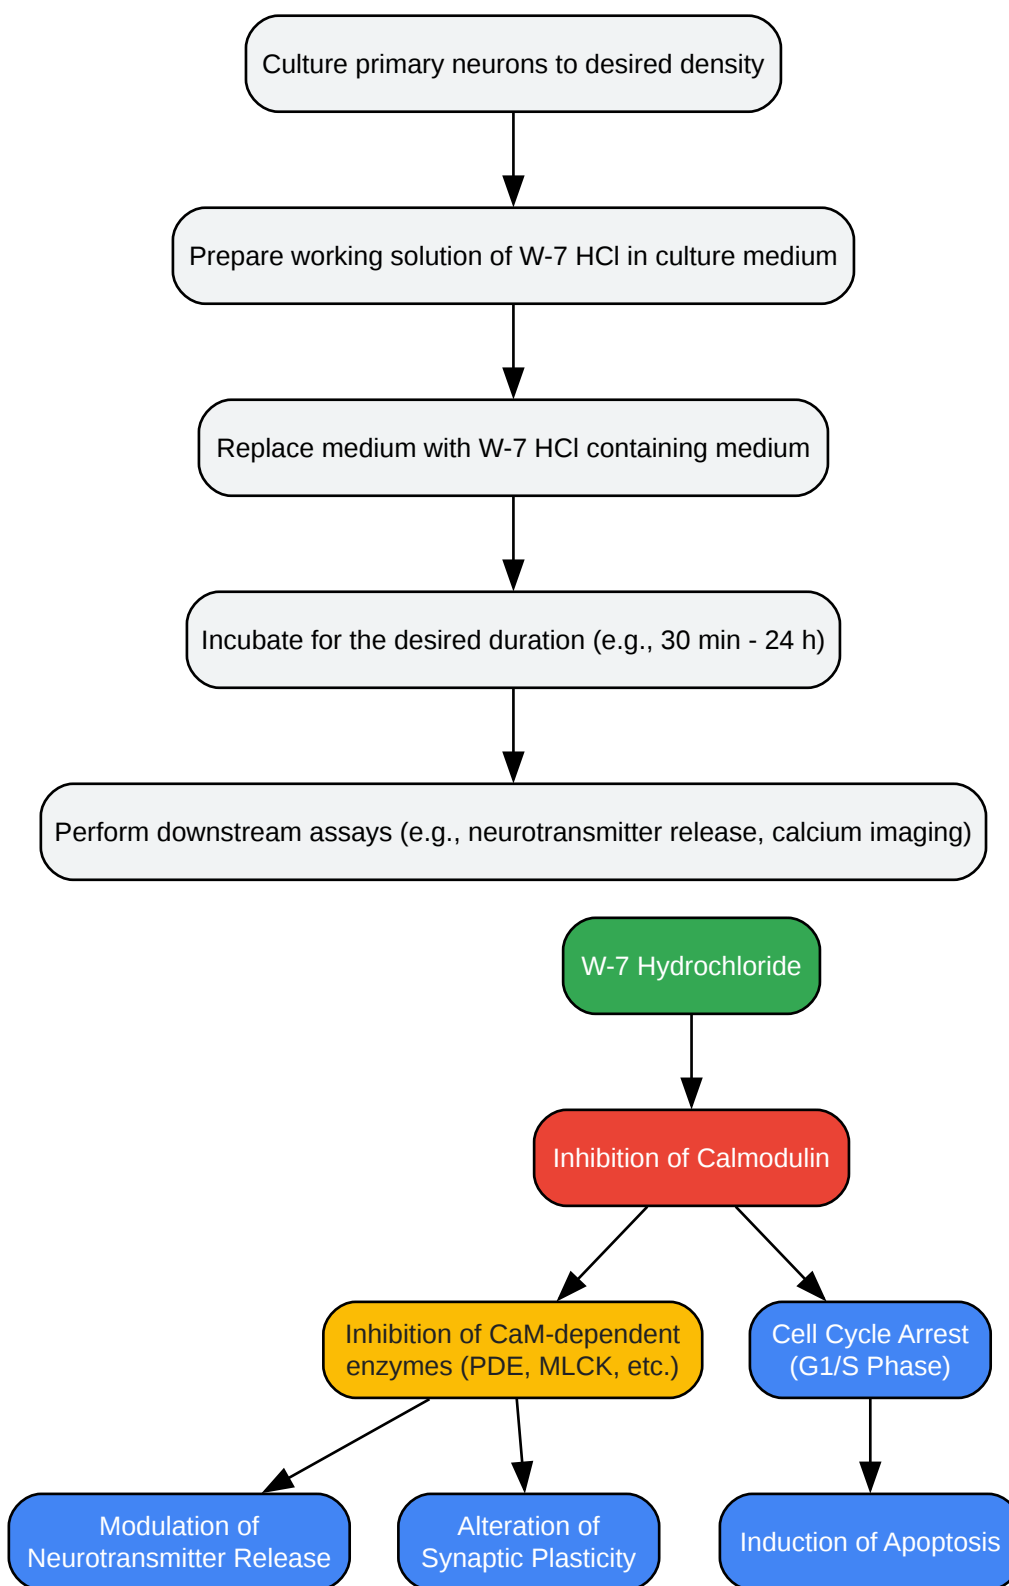 Culture primary neurons to desired density
Prepare working solution of W-7 HCl in culture medium
Replace medium with W-7 HCl containing medium
Incubate for the desired duration (e.g., 30 min - 24 h)
Perform downstream assays (e.g., neurotransmitter release, calcium imaging)
W-7 Hydrochloride
Inhibition of Calmodulin
Inhibition of CaM-dependent
enzymes (PDE, MLCK, etc.)
Cell Cycle Arrest
(G1/S Phase)
Modulation of
Neurotransmitter Release
Alteration of
Synaptic Plasticity
Induction of Apoptosis